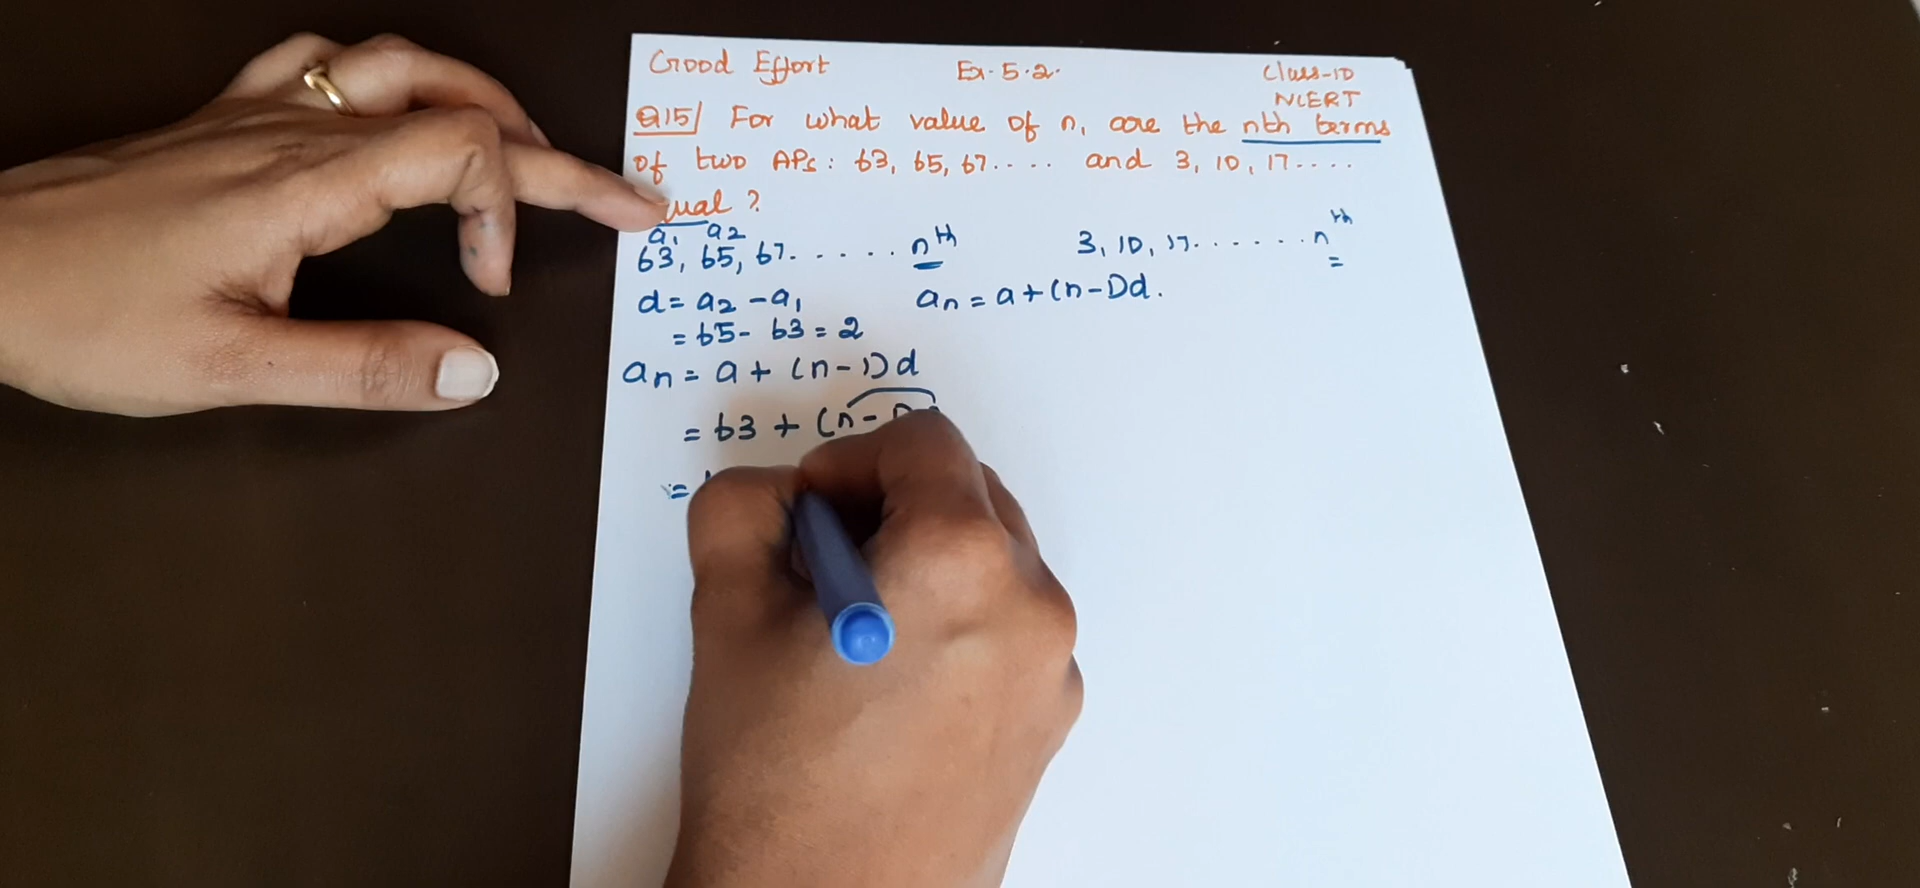 Good Effort Ex. 5.2. Class-10
NCERT
Q15/ For what value of n, are the nth terms
of two APs: 63, 65, 67.... and 3, 10, 17....
ual ?
a₁ a₂
63, 65, 67. . . . . . nᵗʰ 3, 10, 17. . . . . . . nᵗʰ
d = a₂ - a₁ aₙ = a + (n-1)d.
= 65 - 63 = 2
aₙ = a + (n-1)d
= 63 + (n-
=